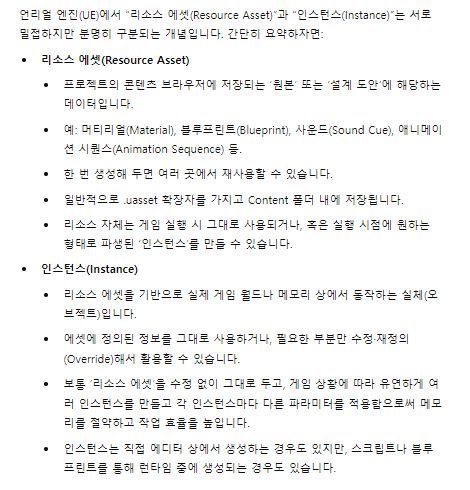 언리얼 엔진(UE)에서 “리소스 에셋(Resource Asset)”과 “인스턴스(Instance)”는 서로
밀접하지만 분명히 구분되는 개념입니다. 간단히 요약하자면:
• 리소스 에셋(Resource Asset)
• 프로젝트의 콘텐츠 브라우저에 저장되는 ‘원본’ 또는 ‘설계 도안’에 해당하는
데이터입니다.
• 예: 머티리얼(Material), 블루프린트(Blueprint), 사운드(Sound Cue), 애니메이
션 시퀀스(Animation Sequence) 등.
• 한 번 생성해 두면 여러 곳에서 재사용할 수 있습니다.
• 일반적으로 .uasset 확장자를 가지고 Content 폴더 내에 저장됩니다.
• 리소스 자체는 게임 실행 시 그대로 사용되거나, 혹은 실행 시점에 원하는
형태로 파생된 ‘인스턴스’를 만들 수 있습니다.
• 인스턴스(Instance)
• 리소스 에셋을 기반으로 실제 게임 월드나 메모리 상에서 동작하는 실체(오
브젝트)입니다.
• 에셋에 정의된 정보를 그대로 사용하거나, 필요한 부분만 수정·재정의
(Override)해서 활용할 수 있습니다.
• 보통 ‘리소스 에셋’을 수정 없이 그대로 두고, 게임 상황에 따라 유연하게 여
러 인스턴스를 만들고 각 인스턴스마다 다른 파라미터를 적용함으로써 메모
리를 절약하고 작업 효율을 높입니다.
• 인스턴스는 직접 에디터 상에서 생성하는 경우도 있지만, 스크립트나 블루
프린트를 통해 런타임 중에 생성되는 경우도 있습니다.